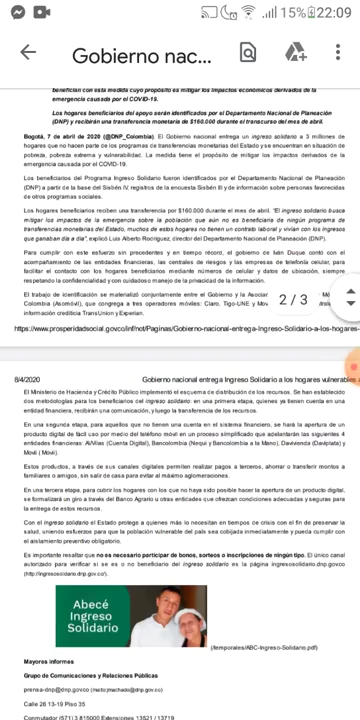 15% 22:09
Gobierno nac...
benefician con esta medida cuyo propósito es mitigar los impactos económicos derivados de la
emergencia causada por el COVID-19.
Los hogares beneficiarios del apoyo serán identificados por el Departamento Nacional de Planeación
(DNP) y recibirán una transferencia monetaria de $160.000 durante el transcurso del mes de abril.
Bogotá, 7 de abril de 2020 (@DNP_Colombia). El Gobierno nacional entrega un ingreso solidario a 3 millones de
hogares que no hacen parte de los programas de transferencias monetarias del Estado y se encuentran en situación de
pobreza, pobreza extrema y vulnerabilidad. La medida tiene el propósito de mitigar los impactos derivados de la
emergencia causada por el COVID-19.
Los beneficiarios del Programa Ingreso Solidario fueron identificados por el Departamento Nacional de Planeación
(DNP) a partir de la base del Sisbén IV, registros de la encuesta Sisbén III y de información sobre personas favorecidas
de otros programas sociales.
Los hogares beneficiarios reciben una transferencia por $160.000 durante el mes de abril. "El ingreso solidario busca
mitigar los impactos de la emergencia sobre la población que aún no es beneficiaria de ningún programa de
transferencias monetarias del Estado, muchos de estos hogares no tienen un contrato laboral y vivían con los ingresos
que ganaban día a día", explicó Luis Alberto Rodríguez, director del Departamento Nacional de Planeación (DNP).
Para cumplir con este esfuerzo sin precedentes y en tiempo récord, el gobierno de Iván Duque contó con el
acompañamiento de las entidades financieras, las centrales de riesgos y las empresas de telefonía celular, para
facilitar el contacto con los hogares beneficiarios mediante números de celular y datos de ubicación, siempre
respetando la confidencialidad y con cuidadoso manejo de la privacidad de la información.
El trabajo de identificación se materializó conjuntamente entre el Gobierno y la Asociac
Colombia (Asomóvil), que congrega a tres operadores móviles: Claro, Tigo-UNE y Mov
información crediticia TransUnion y Experian.
2 / 3
https://www.prosperidadsocial.gov.co/inf/not/Paginas/Gobierno-nacional-entrega-Ingreso-Solidario-a-los-hogares-
8/4/2020 Gobierno nacional entrega Ingreso Solidario a los hogares vulnerables
El Ministerio de Hacienda y Crédito Público implementó el esquema de distribución de los recursos. Se han establecido
dos metodologías para los beneficiarios del ingreso solidario: en una primera etapa, quienes ya tienen cuenta en una
entidad financiera, recibirán una comunicación, y luego la transferencia de los recursos.
En una segunda etapa, para aquellos que no tienen una cuenta en el sistema financiero, se hará la apertura de un
producto digital de fácil uso por medio del teléfono móvil en un proceso simplificado que adelantarán las siguientes 4
entidades financieras: AVVillas (Cuenta Digital), Bancolombia (Nequi y Bancolombia a la Mano), Davivienda (Daviplata) y
Movii ( Movii).
Estos productos, a través de sus canales digitales permiten realizar pagos a terceros, ahorrar o transferir montos a
familiares o amigos, sin salir de casa para evitar al máximo aglomeraciones.
En una tercera etapa, para cubrir los hogares con los que no haya sido posible hacer la apertura de un producto digital,
se formalizará un giro a través del Banco Agrario u otras entidades que ofrezcan condiciones adecuadas y seguras para
la entrega de estos recursos.
Con el ingreso solidario el Estado protege a quienes más lo necesitan en tiempos de crisis con el fin de preservar la
salud, uniendo esfuerzos para que la población vulnerable del país sea cobijada inmediatamente y pueda cumplir con
el aislamiento preventivo obligatorio.
Es importante resaltar que no es necesario participar de bonos, sorteos o inscripciones de ningún tipo. El único canal
autorizado para verificar si se es o no beneficiario del ingreso solidario es la página ingresosolidario.dnp.gov.co
(http://ingresosolidario.dnp.gov.co/).
Abecé
Ingreso
Solidario
(/temporales/ABC-Ingreso-Solidario.pdf)
Mayores informes
Grupo de Comunicaciones y Relaciones Públicas
prensa-dnp@dnp.gov.co (mailto:jmachado@dnp.gov.co)
Calle 26 13-19 Piso 35
Conmutador (571) 3 815000 Extensiones 13621 / 13719